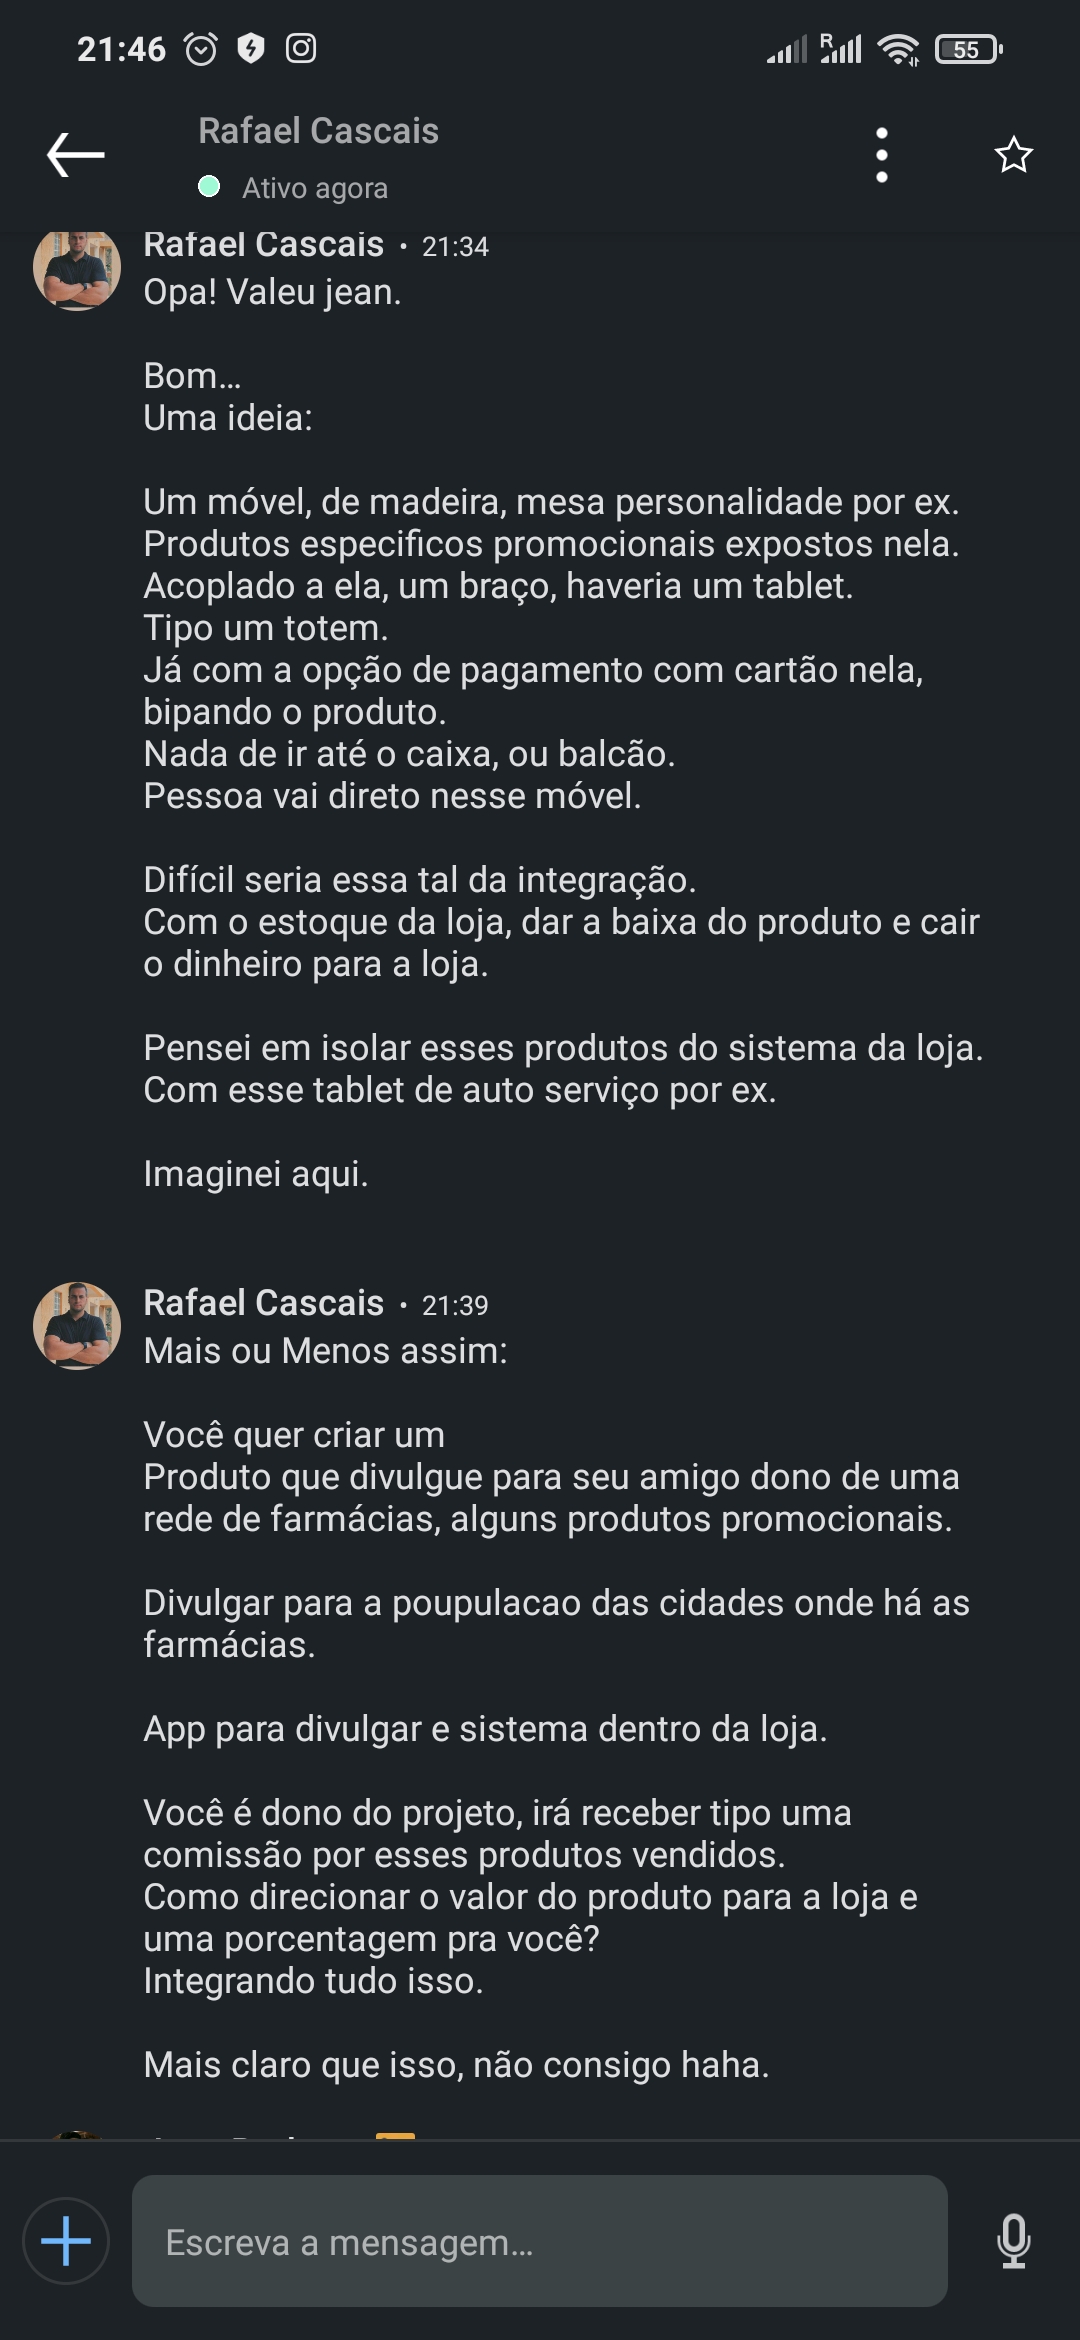 21:46
R
55
Rafael Cascais
Ativo agora
Rafael Cascais • 21:34
Opa! Valeu jean.
Bom...
Uma ideia:
Um móvel, de madeira, mesa personalidade por ex.
Produtos especificos promocionais expostos nela.
Acoplado a ela, um braço, haveria um tablet.
Tipo um totem.
Já com a opção de pagamento com cartão nela,
bipando o produto.
Nada de ir até o caixa, ou balcão.
Pessoa vai direto nesse móvel.
Difícil seria essa tal da integração.
Com o estoque da loja, dar a baixa do produto e cair
o dinheiro para a loja.
Pensei em isolar esses produtos do sistema da loja.
Com esse tablet de auto serviço por ex.
Imaginei aqui.
Rafael Cascais • 21:39
Mais ou Menos assim:
Você quer criar um
Produto que divulgue para seu amigo dono de uma
rede de farmácias, alguns produtos promocionais.
Divulgar para a poupulacao das cidades onde há as
farmácias.
App para divulgar e sistema dentro da loja.
Você é dono do projeto, irá receber tipo uma
comissão por esses produtos vendidos.
Como direcionar o valor do produto para a loja e
uma porcentagem pra você?
Integrando tudo isso.
Mais claro que isso, não consigo haha.
Escreva a mensagem...